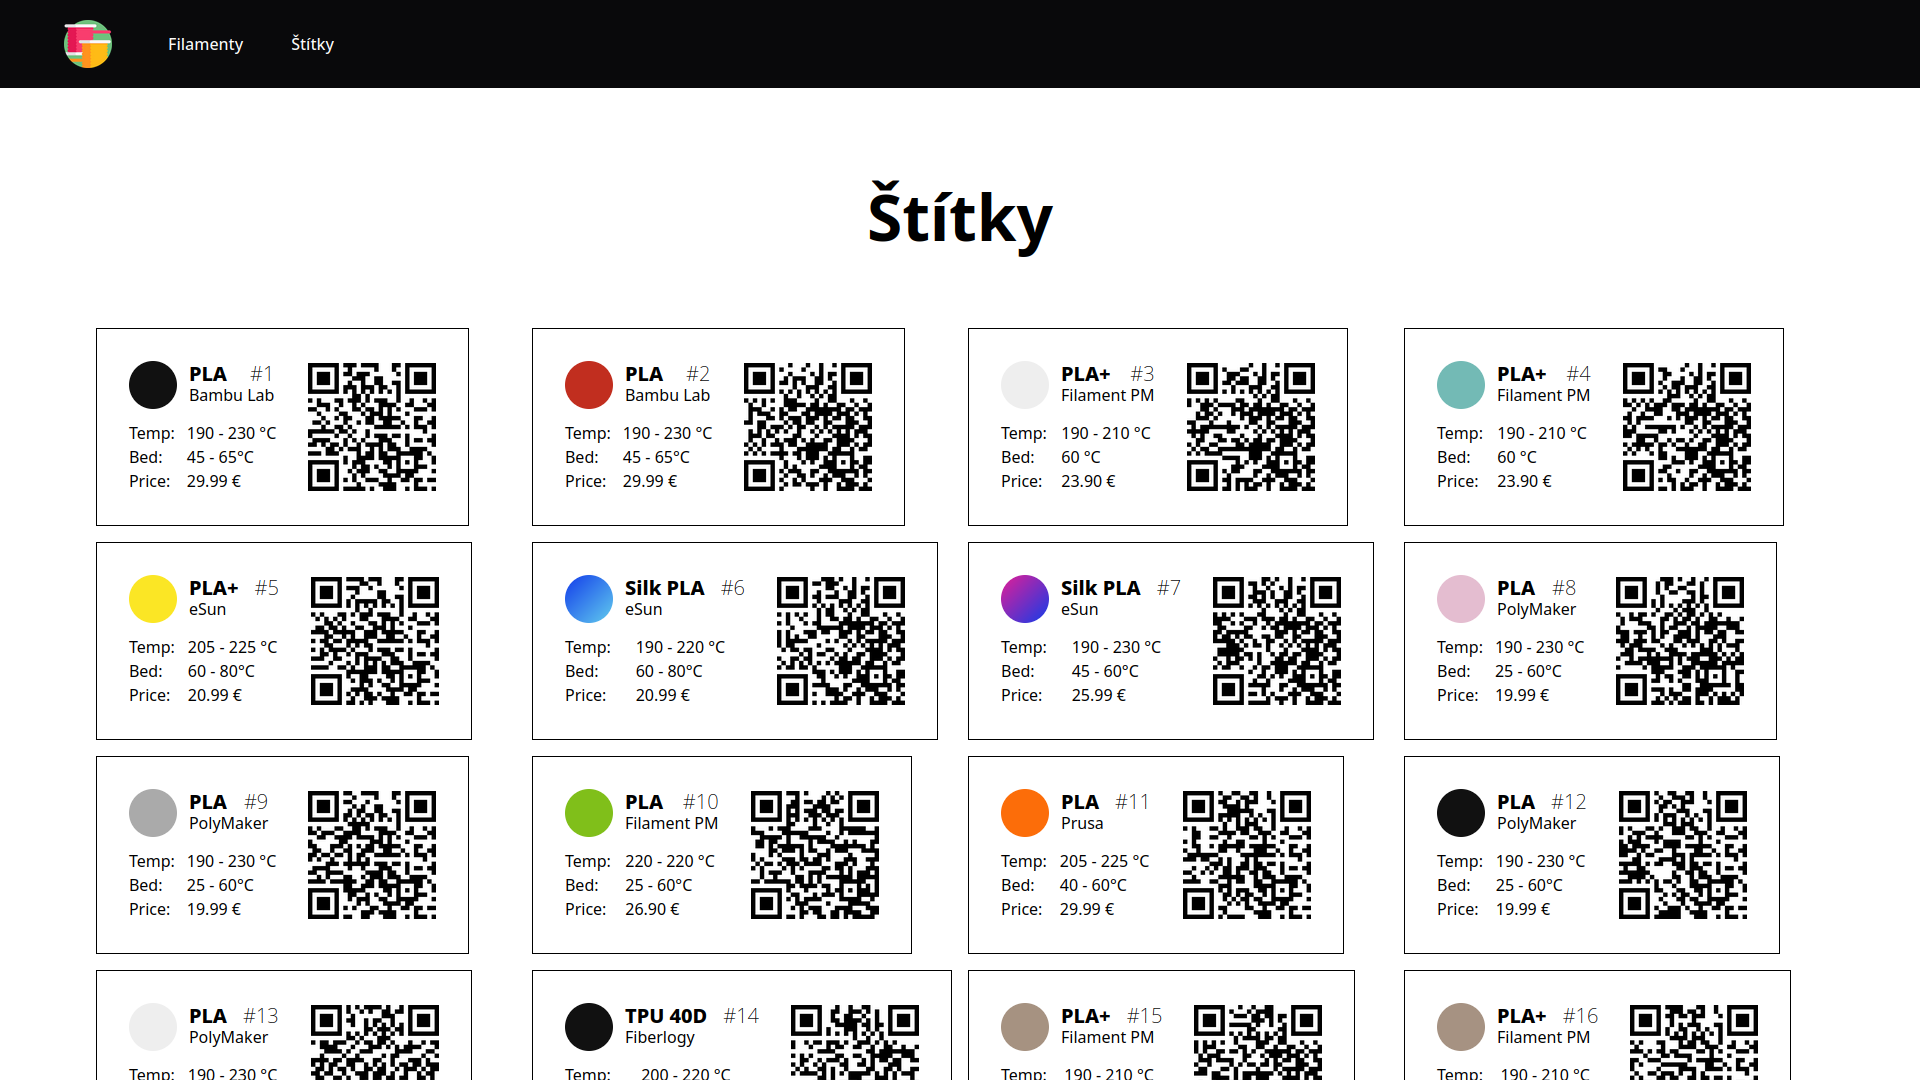 Filamenty
Štítky
Štítky
PLA #1
Bambu Lab
Temp: 190 - 230 °C
Bed: 45 - 65°C
Price: 29.99 €
PLA #2
Bambu Lab
Temp: 190 - 230 °C
Bed: 45 - 65°C
Price: 29.99 €
PLA+ #3
Filament PM
Temp: 190 - 210 °C
Bed: 60 °C
Price: 23.90 €
PLA+ #4
Filament PM
Temp: 190 - 210 °C
Bed: 60 °C
Price: 23.90 €
PLA+ #5
eSun
Temp: 205 - 225 °C
Bed: 60 - 80°C
Price: 20.99 €
Silk PLA #6
eSun
Temp: 190 - 220 °C
Bed: 60 - 80°C
Price: 20.99 €
Silk PLA #7
eSun
Temp: 190 - 230 °C
Bed: 45 - 60°C
Price: 25.99 €
PLA #8
PolyMaker
Temp: 190 - 230 °C
Bed: 25 - 60°C
Price: 19.99 €
PLA #9
PolyMaker
Temp: 190 - 230 °C
Bed: 25 - 60°C
Price: 19.99 €
PLA #10
Filament PM
Temp: 220 - 220 °C
Bed: 25 - 60°C
Price: 26.90 €
PLA #11
Prusa
Temp: 205 - 225 °C
Bed: 40 - 60°C
Price: 29.99 €
PLA #12
PolyMaker
Temp: 190 - 230 °C
Bed: 25 - 60°C
Price: 19.99 €
PLA #13
PolyMaker
Temp: 190 - 230 °C
TPU 40D #14
Fiberlogy
Temp: 200 - 220 °C
PLA+ #15
Filament PM
Temp: 190 - 210 °C
PLA+ #16
Filament PM
Temp: 190 - 210 °C